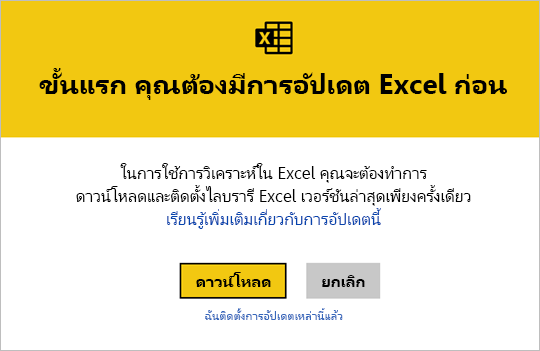 ขั้นแรก คุณต้องมีการอัปเดต Excel ก่อน
ในการใช้การวิเคราะห์ใน Excel คุณจะต้องทำการ
ดาวน์โหลดและติดตั้งไลบรารี Excel เวอร์ชันล่าสุดเพียงครั้งเดียว
เรียนรู้เพิ่มเติมเกี่ยวกับการอัปเดตนี้
ดาวน์โหลด ยกเลิก
ฉันติดตั้งการอัปเดตเหล่านี้แล้ว